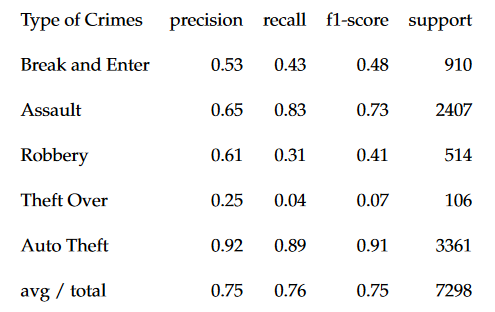 Type of Crimes precision recall f1-score support
Break and Enter 0.53 0.43 0.48 910
Assault 0.65 0.83 0.73 2407
Robbery 0.61 0.31 0.41 514
Theft Over 0.25 0.04 0.07 106
Auto Theft 0.92 0.89 0.91 3361
avg / total 0.75 0.76 0.75 7298